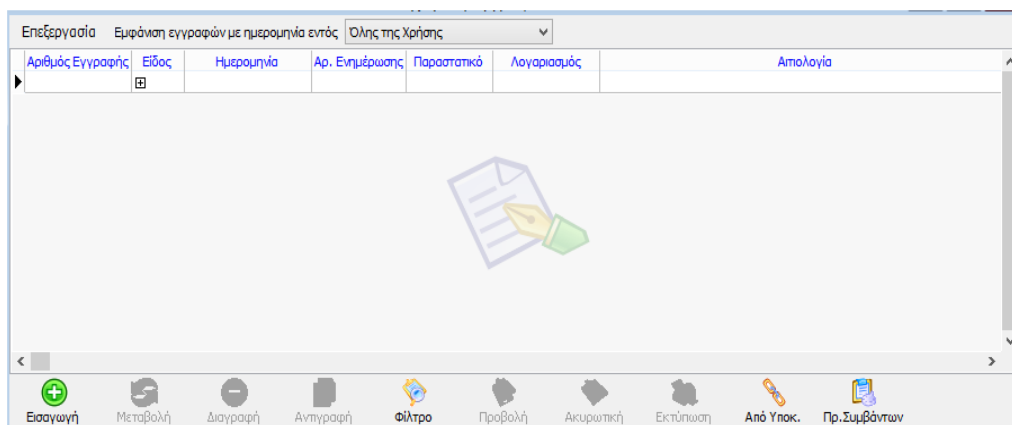 Επεξεργασία Εμφάνιση εγγραφών με ημερομηνία εντός Όλης της Χρήσης
Αριθμός Εγγραφής Είδος Ημερομηνία Αρ. Ενημέρωσης Παραστατικό Λογαριασμός Αιτιολογία
Εισαγωγή Μεταβολή Διαγραφή Αντιγραφή Φίλτρο Προβολή Ακυρωτική Εκτύπωση Από Υποκ. Πρ.Συμβάντων